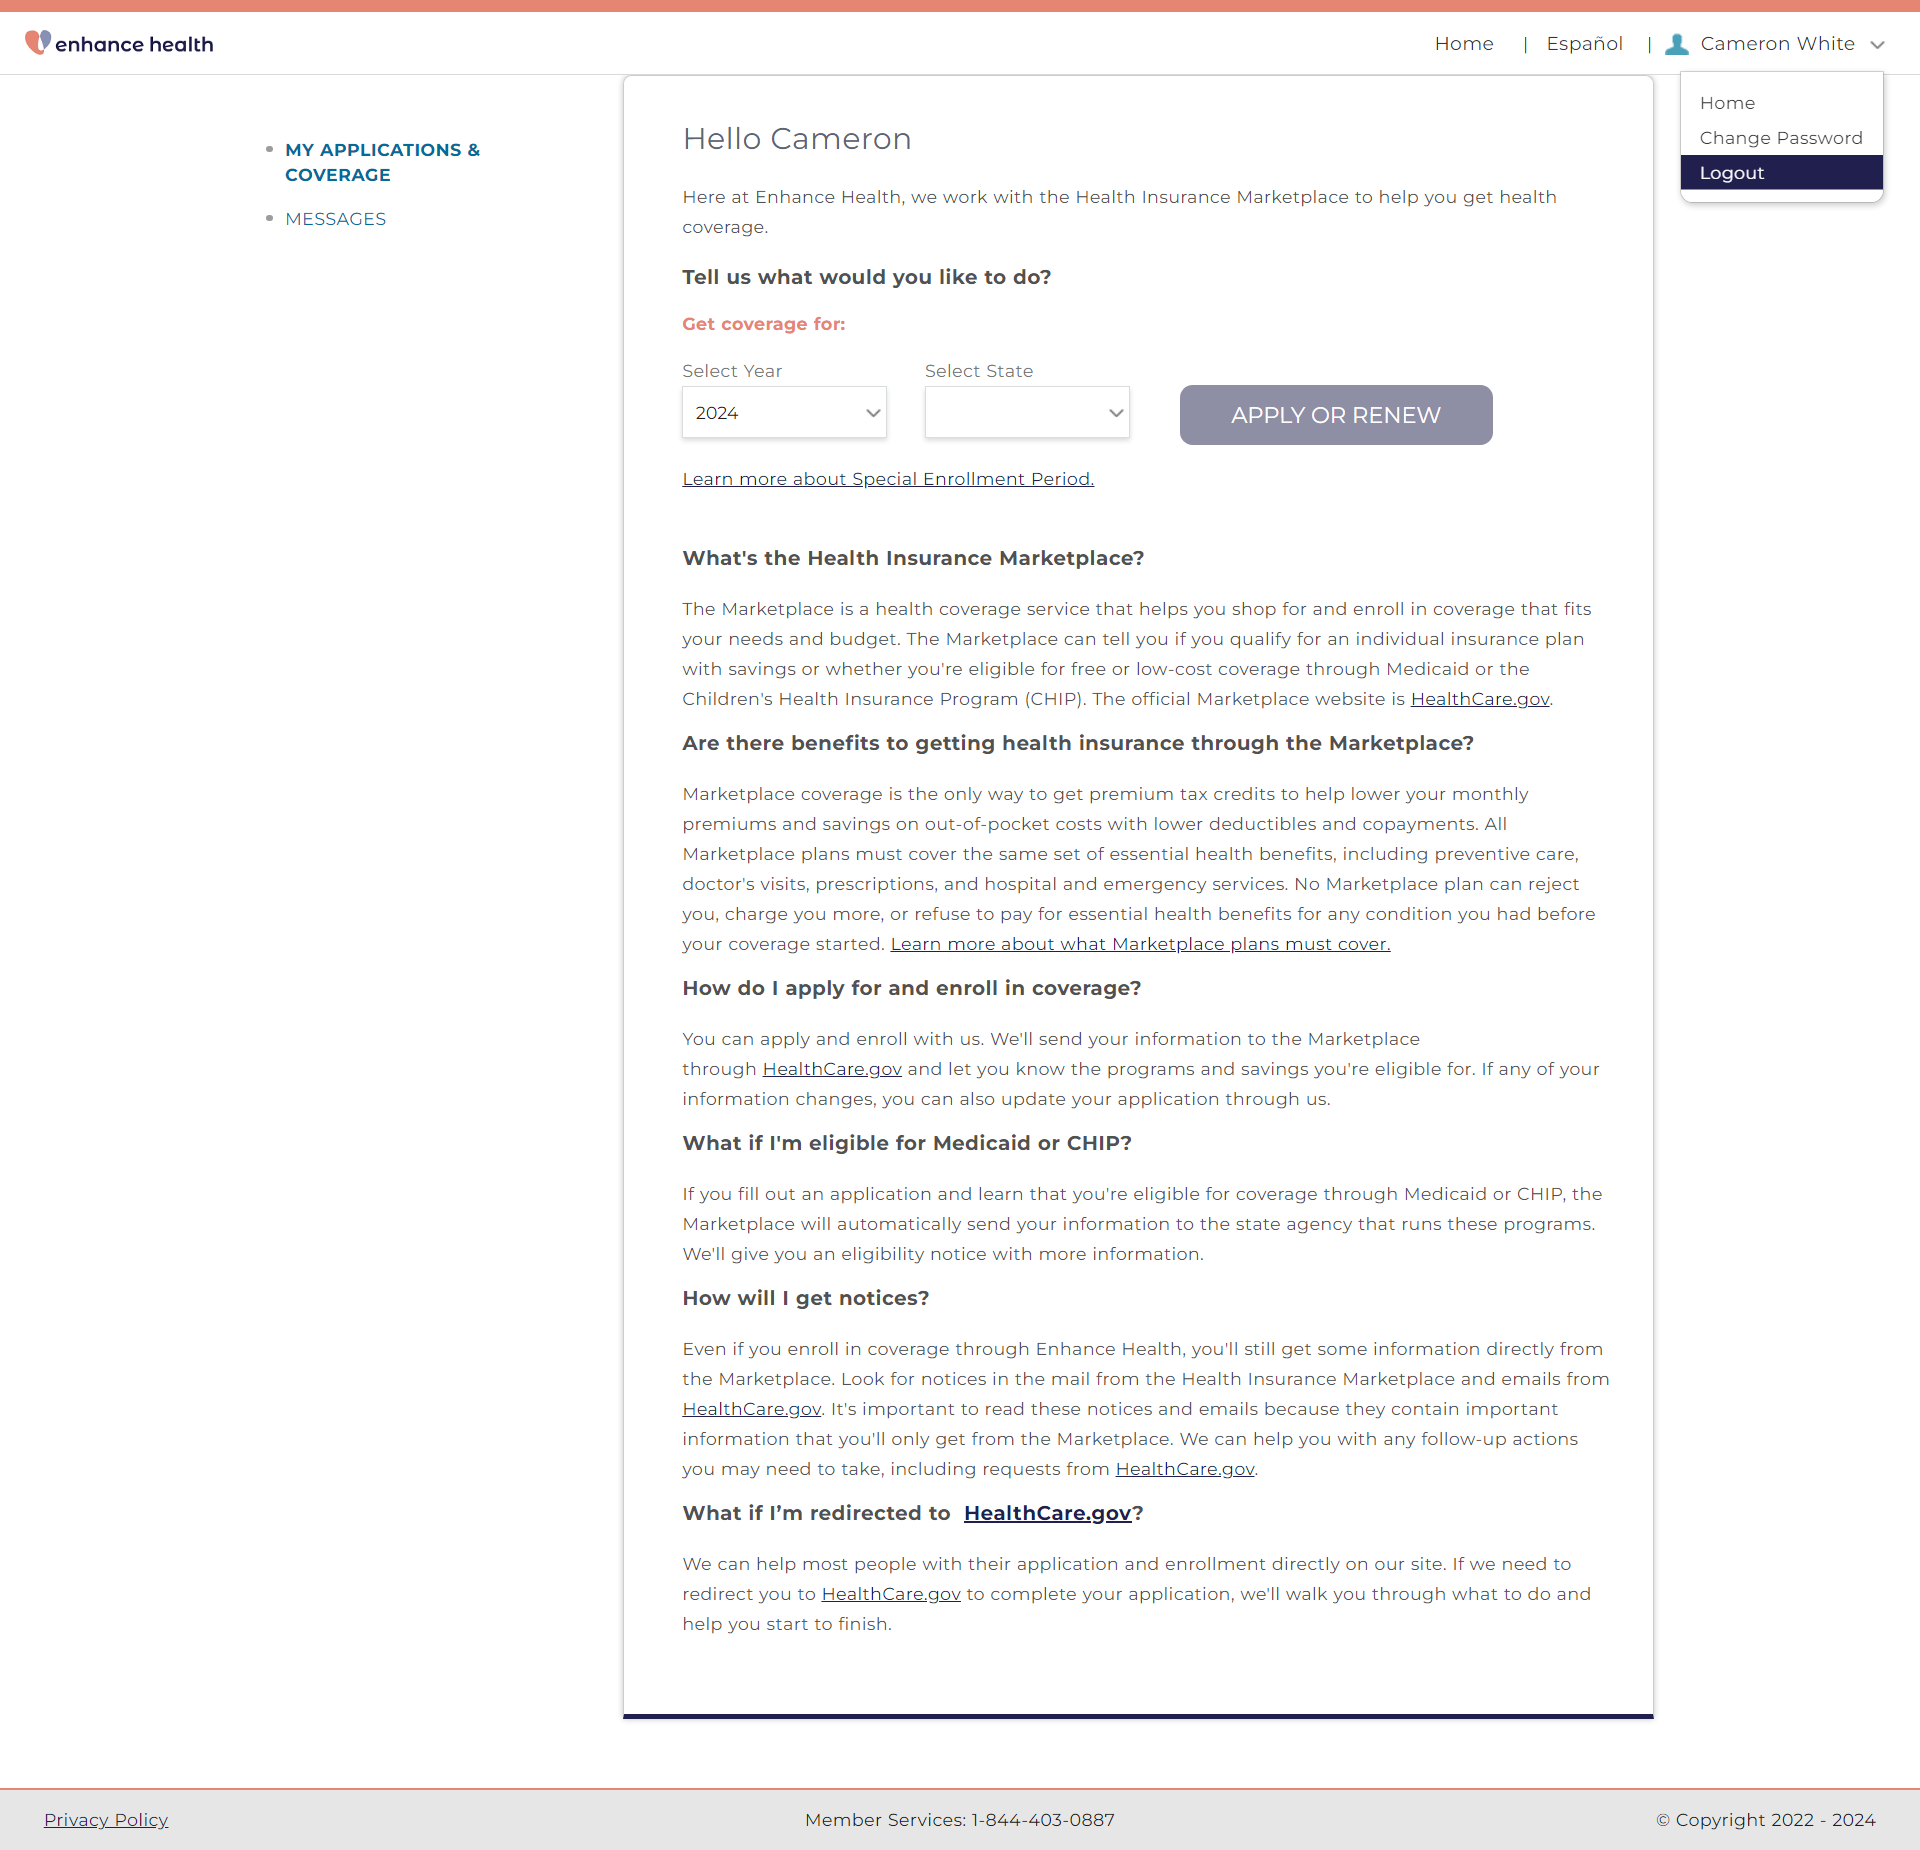 enhance health
Home | Español | Cameron White
Home
Change Password
Logout
MY APPLICATIONS &
COVERAGE
MESSAGES
Hello Cameron
Here at Enhance Health, we work with the Health Insurance Marketplace to help you get health
coverage.
Tell us what would you like to do?
Get coverage for:
Select Year Select State
2024 APPLY OR RENEW
Learn more about Special Enrollment Period.
What's the Health Insurance Marketplace?
The Marketplace is a health coverage service that helps you shop for and enroll in coverage that fits
your needs and budget. The Marketplace can tell you if you qualify for an individual insurance plan
with savings or whether you're eligible for free or low-cost coverage through Medicaid or the
Children's Health Insurance Program (CHIP). The official Marketplace website is HealthCare.gov.
Are there benefits to getting health insurance through the Marketplace?
Marketplace coverage is the only way to get premium tax credits to help lower your monthly
premiums and savings on out-of-pocket costs with lower deductibles and copayments. All
Marketplace plans must cover the same set of essential health benefits, including preventive care,
doctor's visits, prescriptions, and hospital and emergency services. No Marketplace plan can reject
you, charge you more, or refuse to pay for essential health benefits for any condition you had before
your coverage started. Learn more about what Marketplace plans must cover.
How do I apply for and enroll in coverage?
You can apply and enroll with us. We'll send your information to the Marketplace
through HealthCare.gov and let you know the programs and savings you're eligible for. If any of your
information changes, you can also update your application through us.
What if I'm eligible for Medicaid or CHIP?
If you fill out an application and learn that you're eligible for coverage through Medicaid or CHIP, the
Marketplace will automatically send your information to the state agency that runs these programs.
We'll give you an eligibility notice with more information.
How will I get notices?
Even if you enroll in coverage through Enhance Health, you'll still get some information directly from
the Marketplace. Look for notices in the mail from the Health Insurance Marketplace and emails from
HealthCare.gov. It's important to read these notices and emails because they contain important
information that you'll only get from the Marketplace. We can help you with any follow-up actions
you may need to take, including requests from HealthCare.gov.
What if I’m redirected to HealthCare.gov?
We can help most people with their application and enrollment directly on our site. If we need to
redirect you to HealthCare.gov to complete your application, we'll walk you through what to do and
help you start to finish.
Privacy Policy Member Services: 1-844-403-0887 © Copyright 2022 - 2024